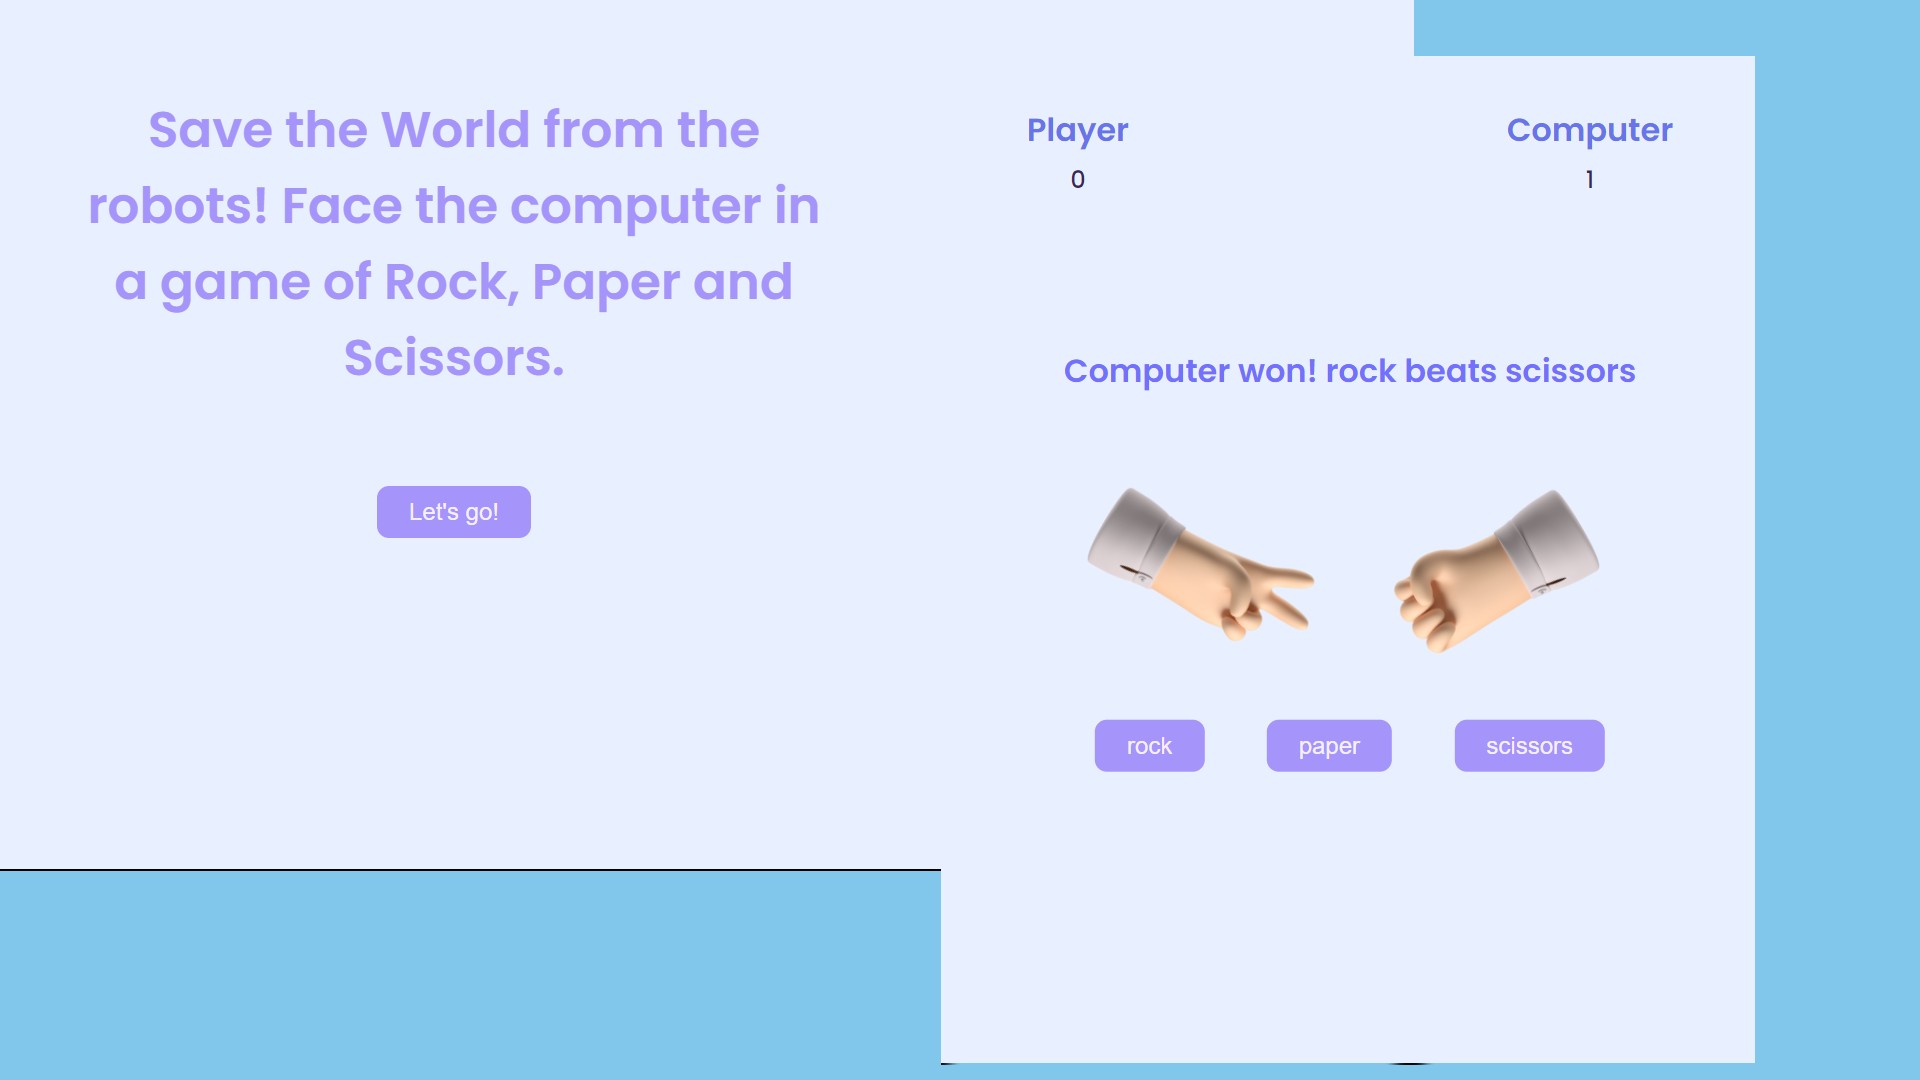 Save the World from the
robots! Face the computer in
a game of Rock, Paper and
Scissors.
Let's go!
Player
Computer
0
1
Computer won! rock beats scissors
rock
paper
scissors